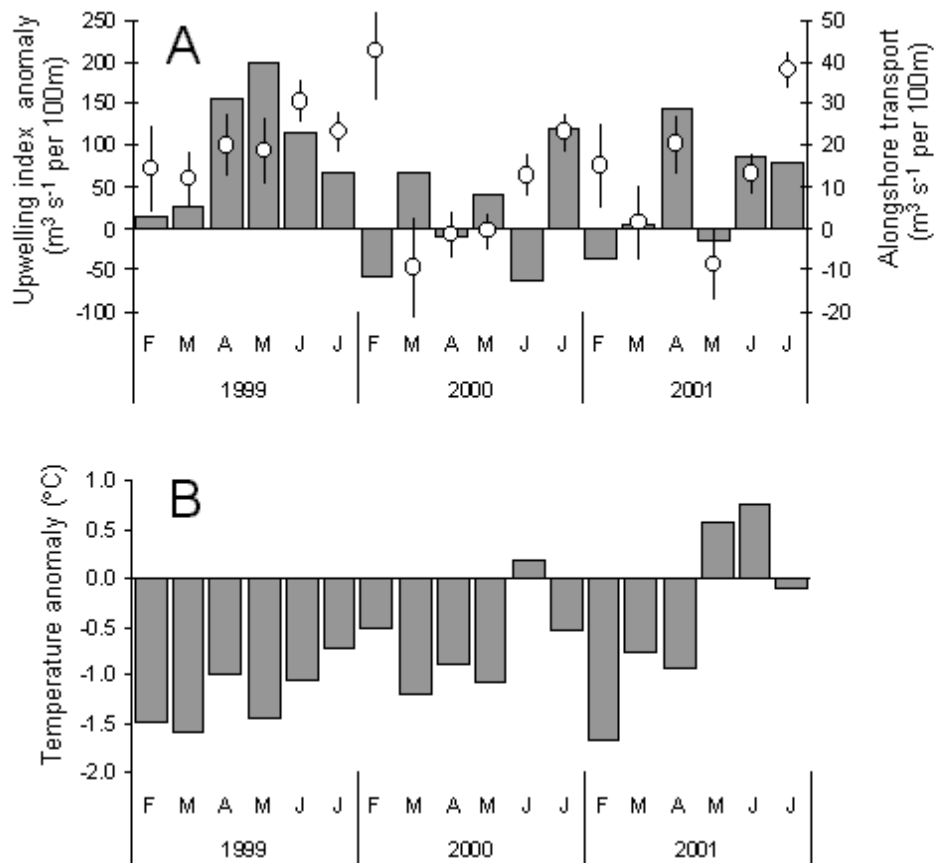 A
Upwelling index anomaly
(m³ s⁻¹ per 100m)
250
200
150
100
50
0
-50
-100
50
40
30
20
10
0
-10
-20
Alongshore transport
(m³ s⁻¹ per 100m)
F M A M J J F M A M J J F M A M J J
1999 2000 2001
B
Temperature anomaly (°C)
1.0
0.5
0.0
-0.5
-1.0
-1.5
-2.0
F M A M J J F M A M J J F M A M J J
1999 2000 2001